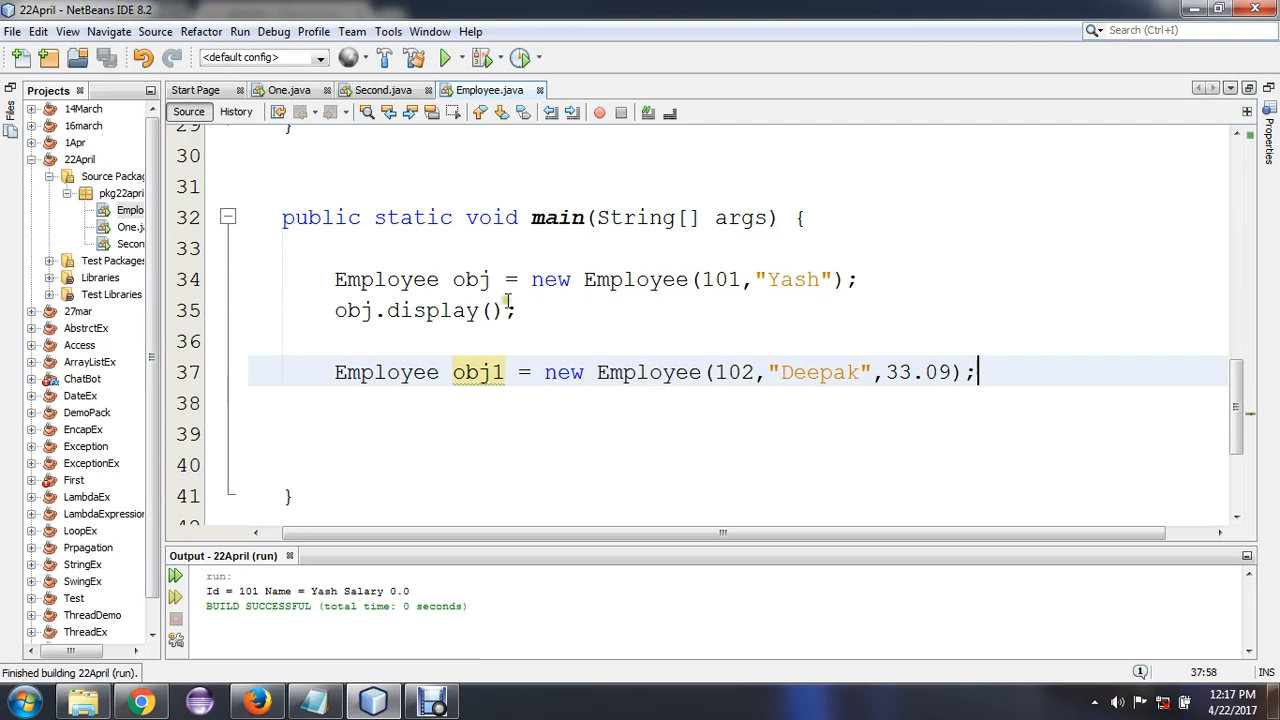 22April - NetBeans IDE 8.2
File Edit View Navigate Source Refactor Run Debug Profile Team Tools Window Help
Search (Ctrl+I)
<default config>
Projects
Start Page One.java Second.java Employee.java
Files
Properties
Source History
14March
16march
1Apr
22April
Source Packag
pkg22apri
Emplo
One.j
Secon
Test Packages
Libraries
Test Libraries
27mar
AbstrctEx
Access
ArrayListEx
ChatBot
DateEx
DemoPack
EncapEx
Exception
ExceptionEx
First
LambdaEx
LambdaExpression
LoopEx
Prpagation
StringEx
SwingEx
Test
ThreadDemo
ThreadEx
29 }
30
31
32 public static void main(String[] args) {
33
34 Employee obj = new Employee(101,"Yash");
35 obj.display();
36
37 Employee obj1 = new Employee(102,"Deepak",33.09);
38
39
40
41 }
42
Output - 22April (run)
run:
Id = 101 Name = Yash Salary 0.0
BUILD SUCCESSFUL (total time: 0 seconds)
Finished building 22April (run).
1
37:58
INS
12:17 PM
4/22/2017